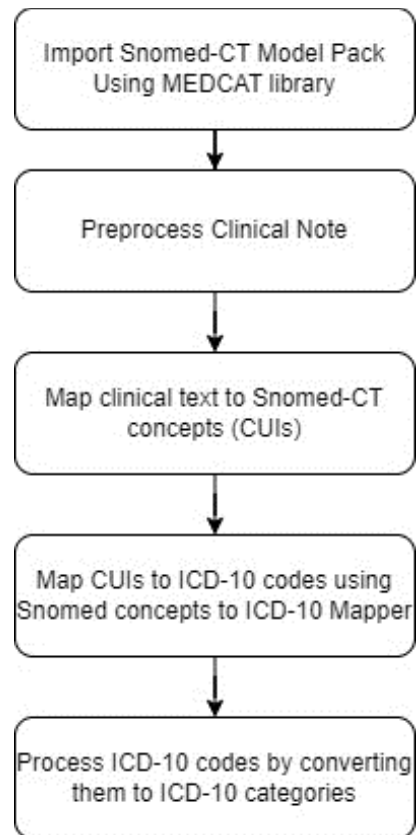 Import Snomed-CT Model Pack
Using MEDCAT library
Preprocess Clinical Note
Map clinical text to Snomed-CT
concepts (CUIs)
Map CUIs to ICD-10 codes using
Snomed concepts to ICD-10 Mapper
Process ICD-10 codes by converting
them to ICD-10 categories